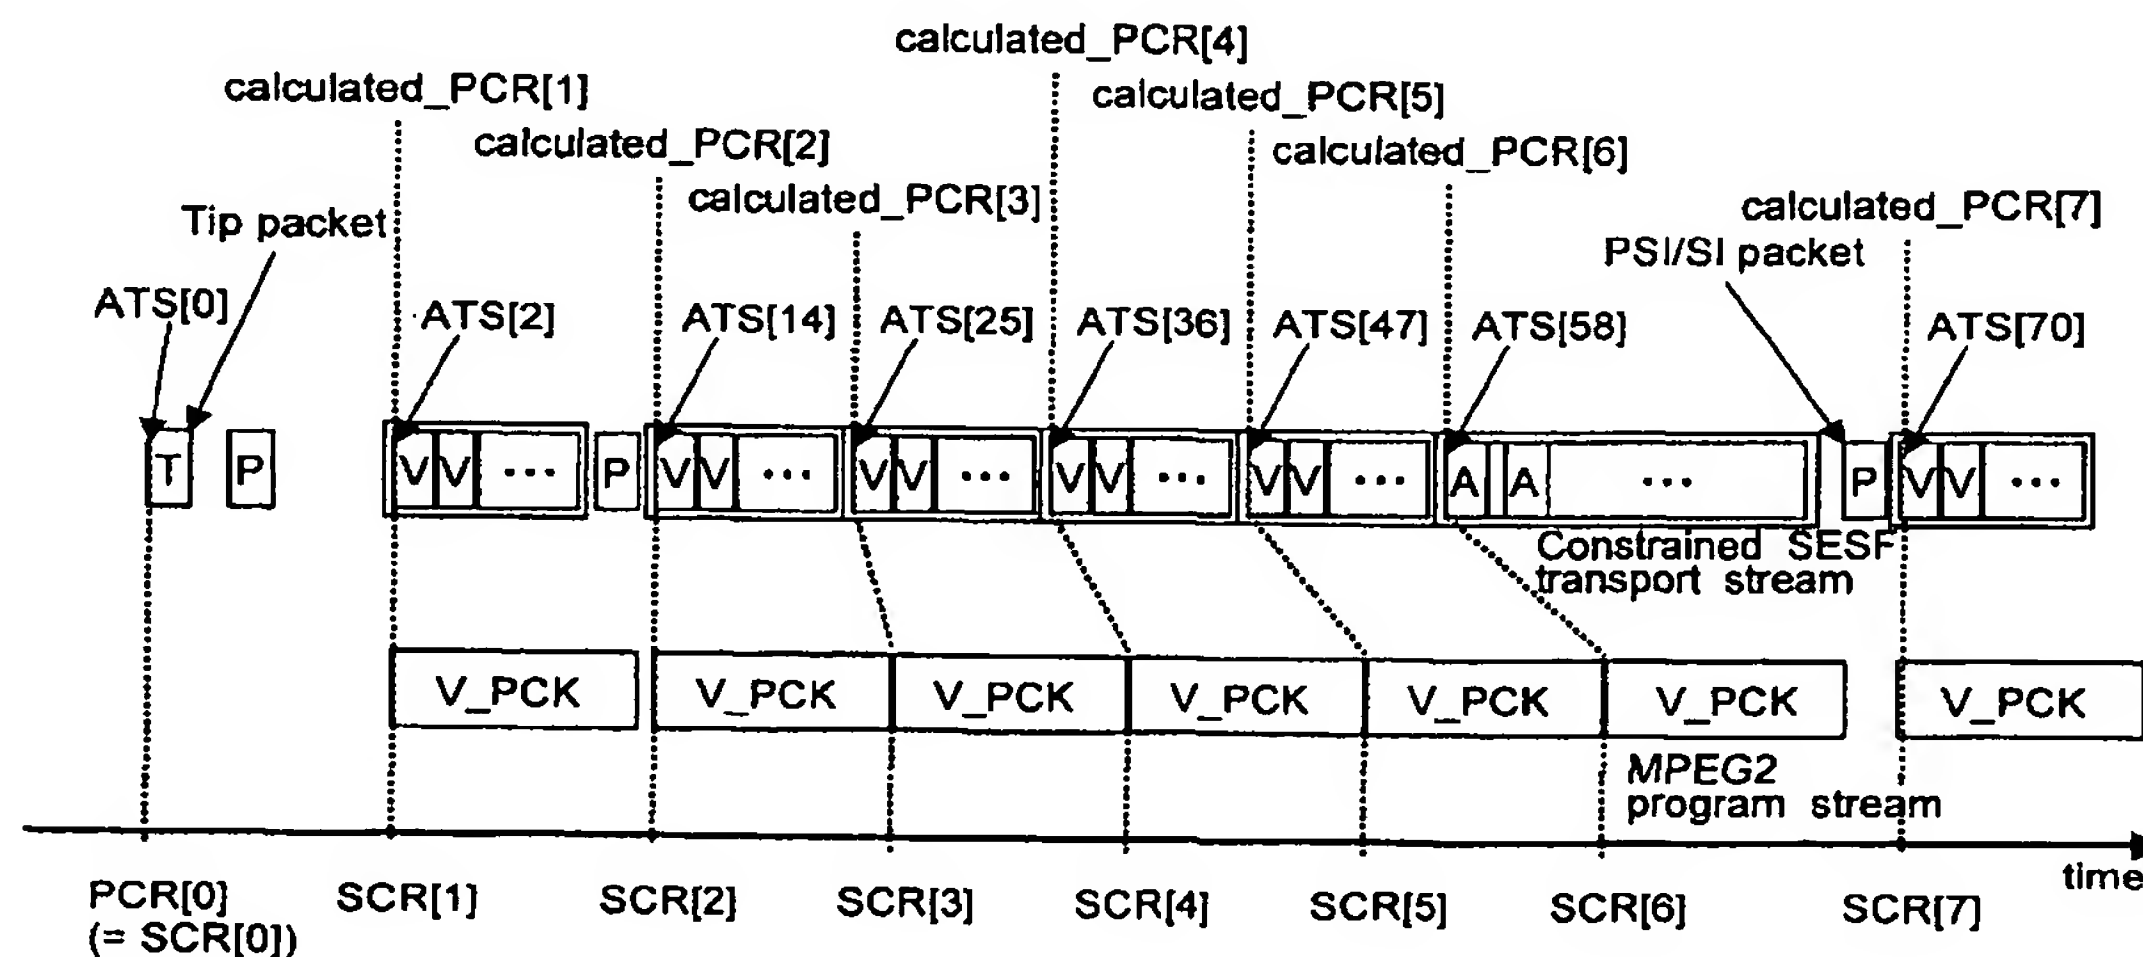 calculated_PCR[4]
calculated_PCR[1]
calculated_PCR[5]
calculated_PCR[2]
calculated_PCR[6]
calculated_PCR[3]
calculated_PCR[7]
Tip packet
PSI/SI packet
ATS[0]
ATS[2]
ATS[14]
ATS[25]
ATS[36]
ATS[47]
ATS[58]
ATS[70]
T P V V ... P V V ... V V ... V V ... V V ... A A ... P V V ...
Constrained SESF
transport stream
V_PCK V_PCK V_PCK V_PCK V_PCK V_PCK V_PCK
MPEG2
program stream
time
PCR[0]
(= SCR[0])
SCR[1]
SCR[2]
SCR[3]
SCR[4]
SCR[5]
SCR[6]
SCR[7]